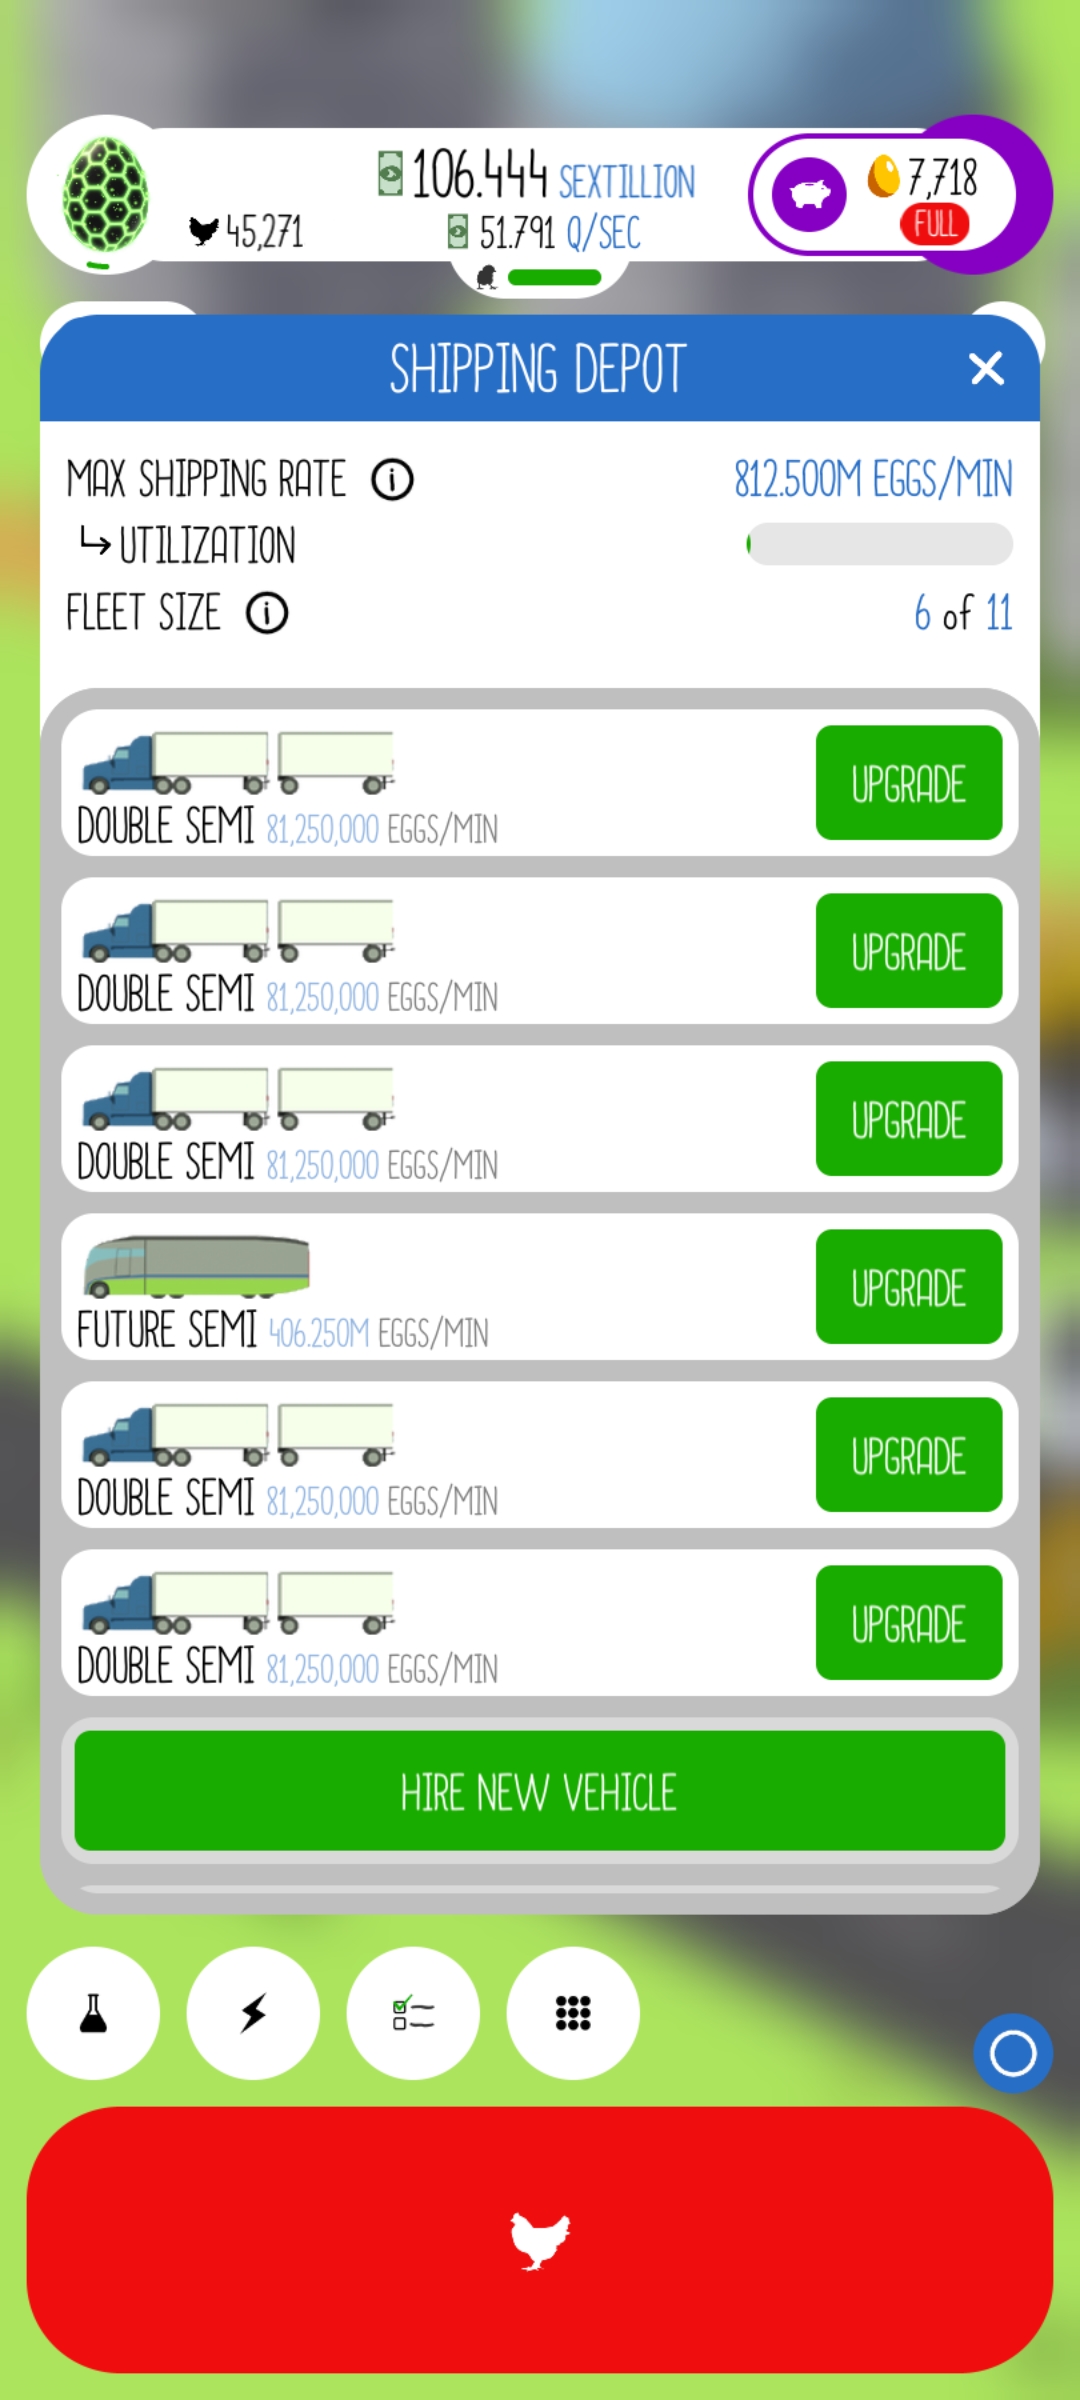 106.444 SEXTILLION
45,271
51.791 Q/SEC
7,718
FULL
SHIPPING DEPOT
MAX SHIPPING RATE 812.500M EGGS/MIN
UTILIZATION
FLEET SIZE 6 of 11
DOUBLE SEMI 81,250,000 EGGS/MIN
UPGRADE
DOUBLE SEMI 81,250,000 EGGS/MIN
UPGRADE
DOUBLE SEMI 81,250,000 EGGS/MIN
UPGRADE
FUTURE SEMI 406.250M EGGS/MIN
UPGRADE
DOUBLE SEMI 81,250,000 EGGS/MIN
UPGRADE
DOUBLE SEMI 81,250,000 EGGS/MIN
UPGRADE
HIRE NEW VEHICLE